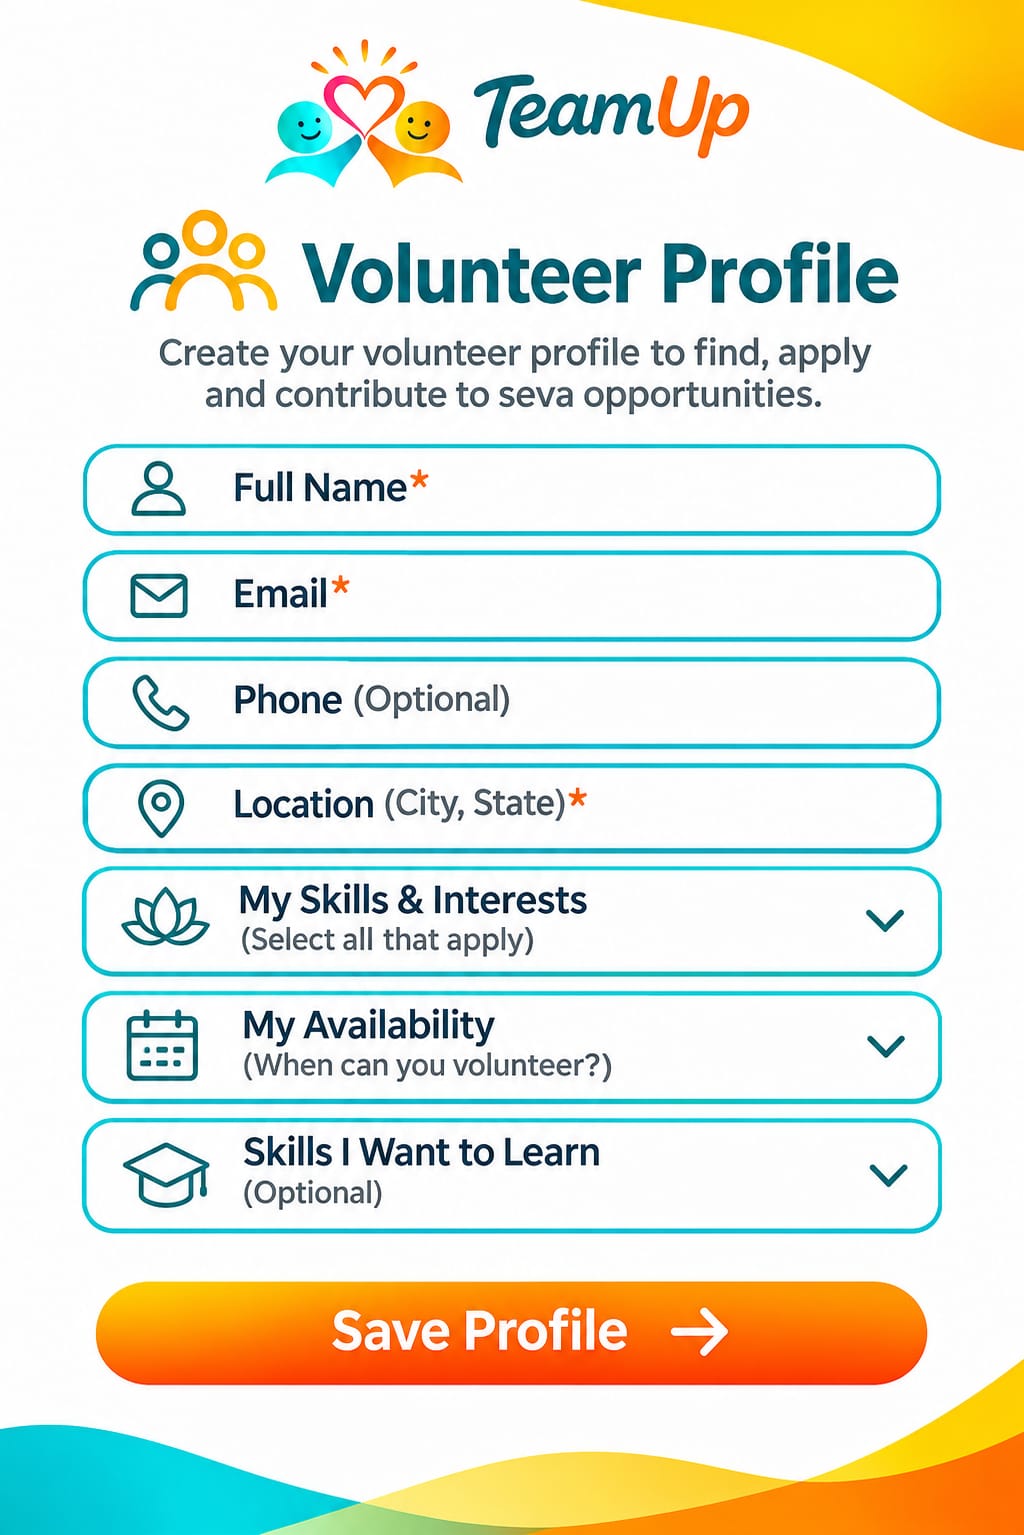 TeamUp
Volunteer Profile
Create your volunteer profile to find, apply
and contribute to seva opportunities.
Full Name*
Email*
Phone (Optional)
Location (City, State)*
My Skills & Interests
(Select all that apply)
My Availability
(When can you volunteer?)
Skills I Want to Learn
(Optional)
Save Profile →